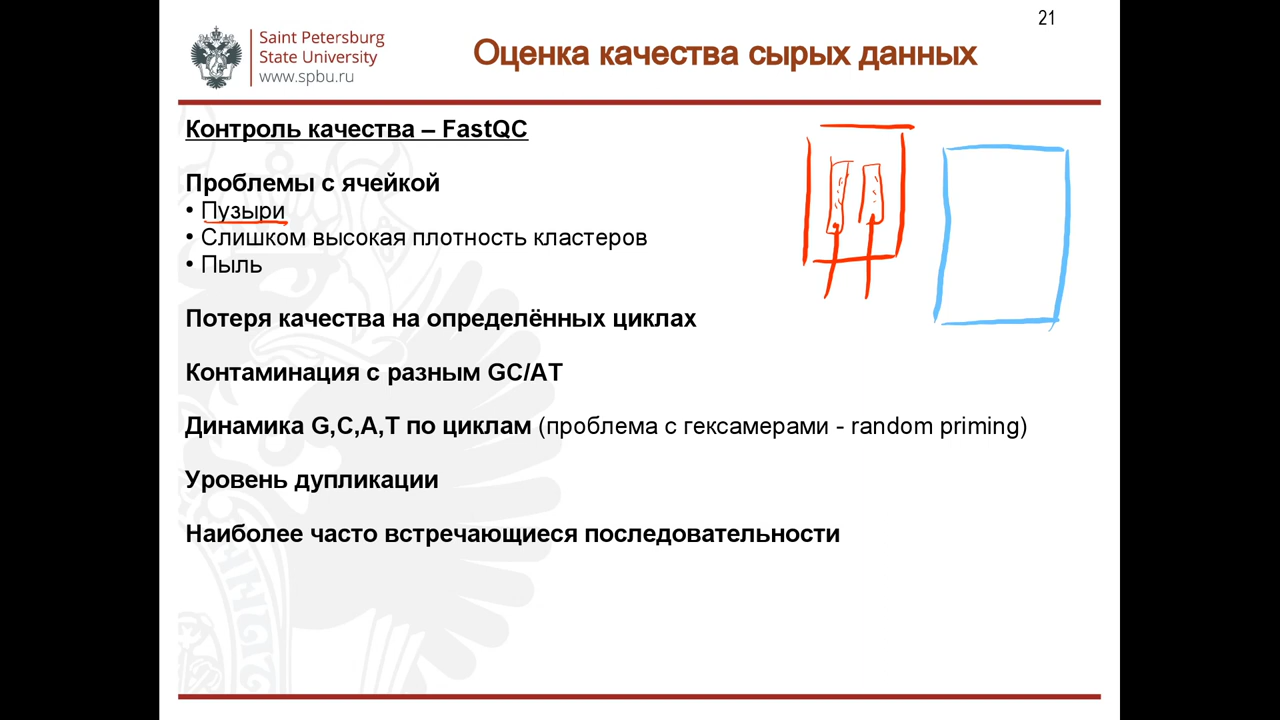 21
Saint Petersburg
State University
www.spbu.ru
Оценка качества сырых данных
Контроль качества – FastQC
Проблемы с ячейкой
• Пузыри
• Слишком высокая плотность кластеров
• Пыль
Потеря качества на определённых циклах
Контаминация с разным GC/AT
Динамика G,C,A,T по циклам (проблема с гексамерами - random priming)
Уровень дупликации
Наиболее часто встречающиеся последовательности